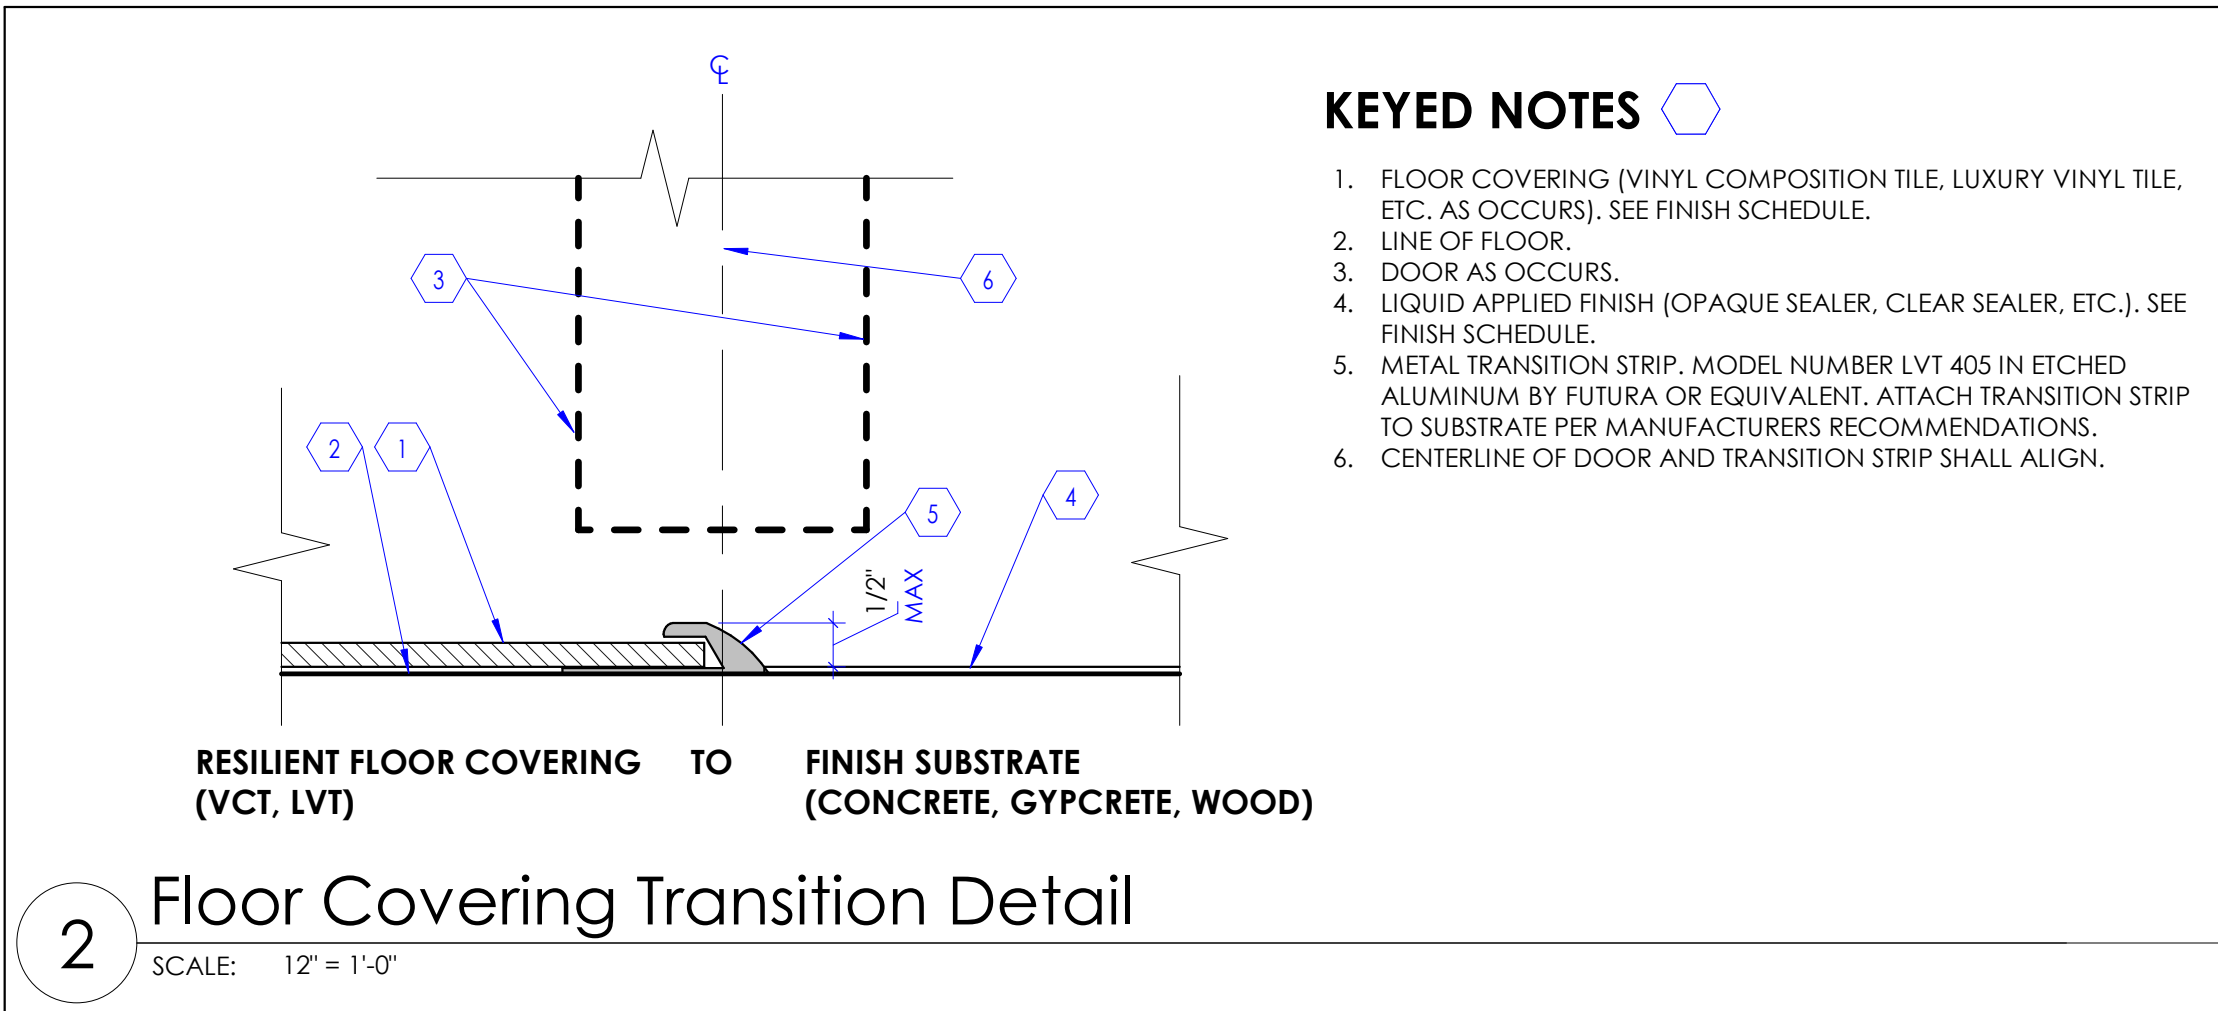 ℄
KEYED NOTES
1. FLOOR COVERING (VINYL COMPOSITION TILE, LUXURY VINYL TILE,
ETC. AS OCCURS). SEE FINISH SCHEDULE.
2. LINE OF FLOOR.
3. DOOR AS OCCURS.
4. LIQUID APPLIED FINISH (OPAQUE SEALER, CLEAR SEALER, ETC.). SEE
FINISH SCHEDULE.
5. METAL TRANSITION STRIP. MODEL NUMBER LVT 405 IN ETCHED
ALUMINUM BY FUTURA OR EQUIVALENT. ATTACH TRANSITION STRIP
TO SUBSTRATE PER MANUFACTURERS RECOMMENDATIONS.
6. CENTERLINE OF DOOR AND TRANSITION STRIP SHALL ALIGN.
3
6
2
1
5
4
1/2"
MAX
RESILIENT FLOOR COVERING TO FINISH SUBSTRATE
(VCT, LVT) (CONCRETE, GYPCRETE, WOOD)
2
Floor Covering Transition Detail
SCALE: 12" = 1'-0"